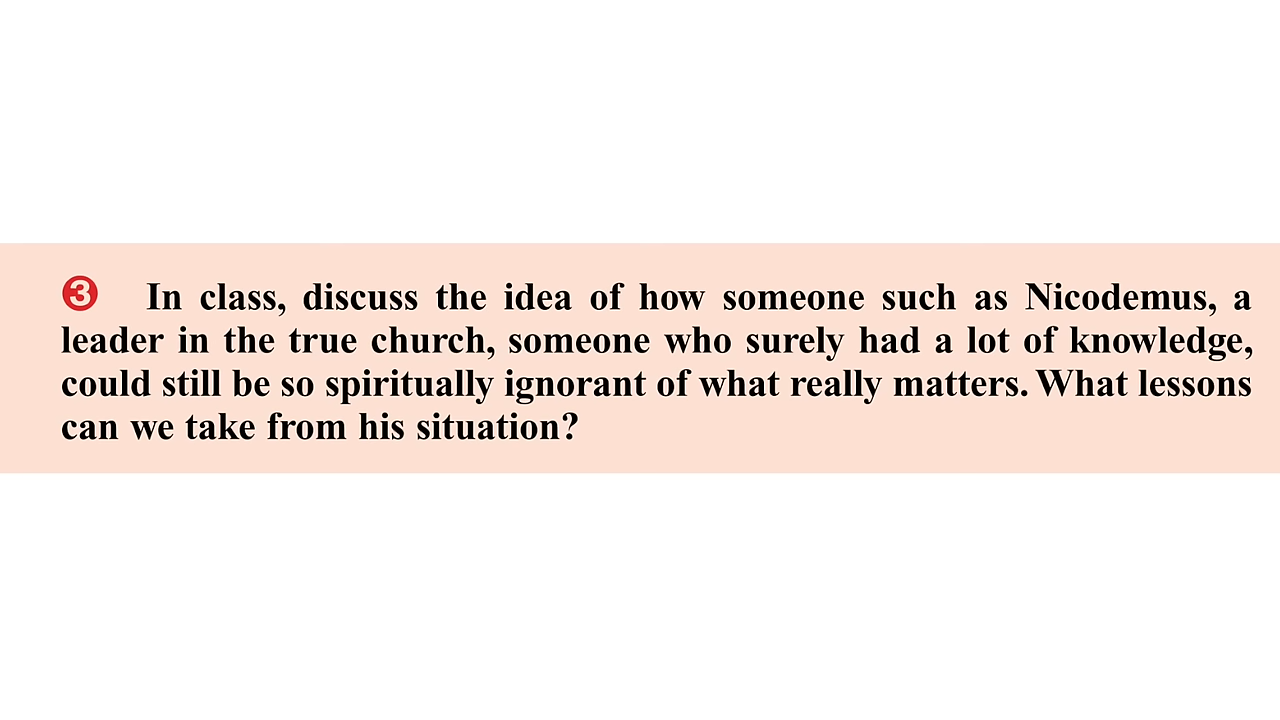 ❸ In class, discuss the idea of how someone such as Nicodemus, a
leader in the true church, someone who surely had a lot of knowledge,
could still be so spiritually ignorant of what really matters. What lessons
can we take from his situation?